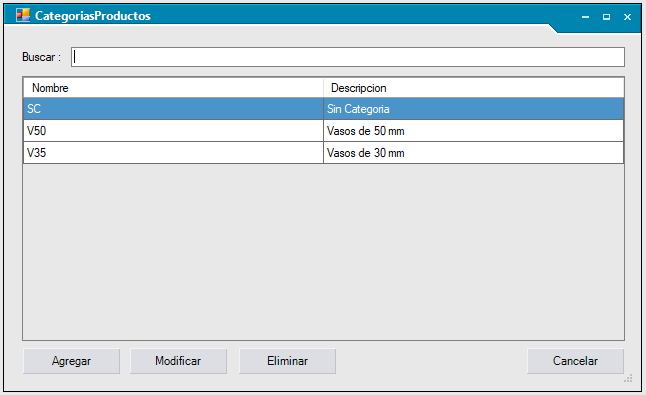 CategoriasProductos
Buscar :
Nombre Descripcion
SC Sin Categoria
V50 Vasos de 50 mm
V35 Vasos de 30 mm
Agregar Modificar Eliminar Cancelar